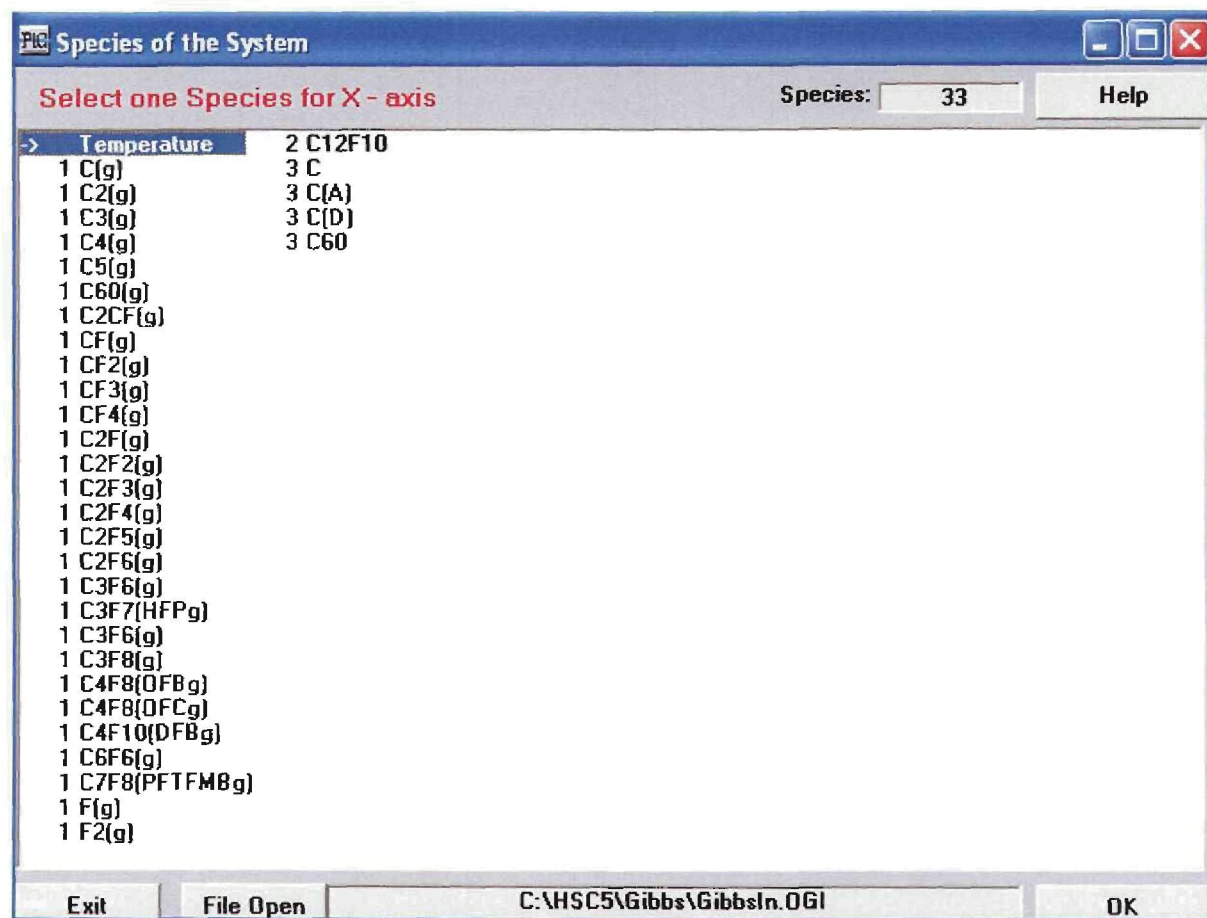 PIC Species of the System
Select one Species for X - axis
Species: 33
Help
-> Temperature
1 C(g)
1 C2(g)
1 C3(g)
1 C4(g)
1 C5(g)
1 C60(g)
1 C2CF(g)
1 CF(g)
1 CF2(g)
1 CF3(g)
1 CF4(g)
1 C2F(g)
1 C2F2(g)
1 C2F3(g)
1 C2F4(g)
1 C2F5(g)
1 C2F6(g)
1 C3F6(g)
1 C3F7(HFPg)
1 C3F6(g)
1 C3F8(g)
1 C4F8(OFBg)
1 C4F8(OFCg)
1 C4F10(DFBg)
1 C6F6(g)
1 C7F8(PFTFMBg)
1 F(g)
1 F2(g)
2 C12F10
3 C
3 C(A)
3 C(D)
3 C60
Exit
File Open
C:\HSC5\Gibbs\GibbsIn.OGI
OK